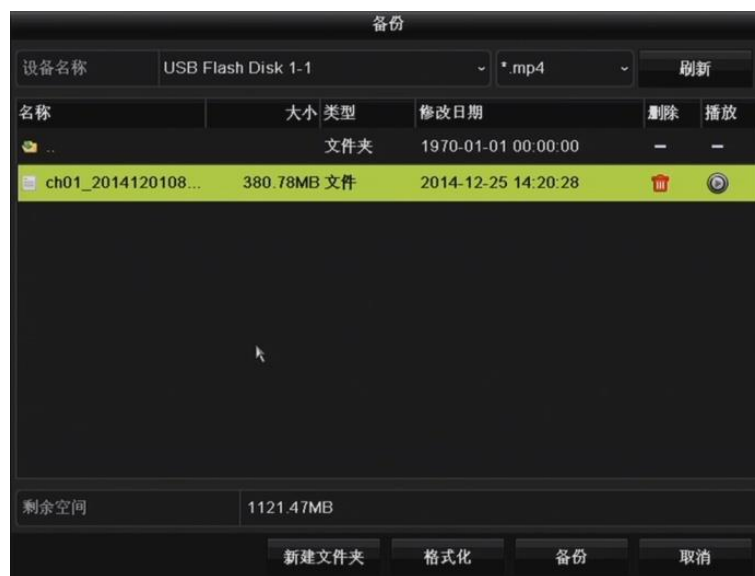 备份
设备名称 USB Flash Disk 1-1 *.mp4 刷新
名称 大小 类型 修改日期 删除 播放
.. 文件夹 1970-01-01 00:00:00 — —
ch01_2014120108... 380.78MB 文件 2014-12-25 14:20:28
剩余空间 1121.47MB
新建文件夹 格式化 备份 取消